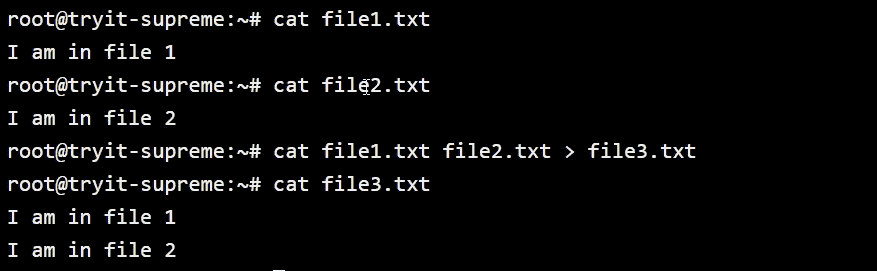 root@tryit-supreme:~# cat file1.txt
I am in file 1
root@tryit-supreme:~# cat file2.txt
I am in file 2
root@tryit-supreme:~# cat file1.txt file2.txt > file3.txt
root@tryit-supreme:~# cat file3.txt
I am in file 1
I am in file 2